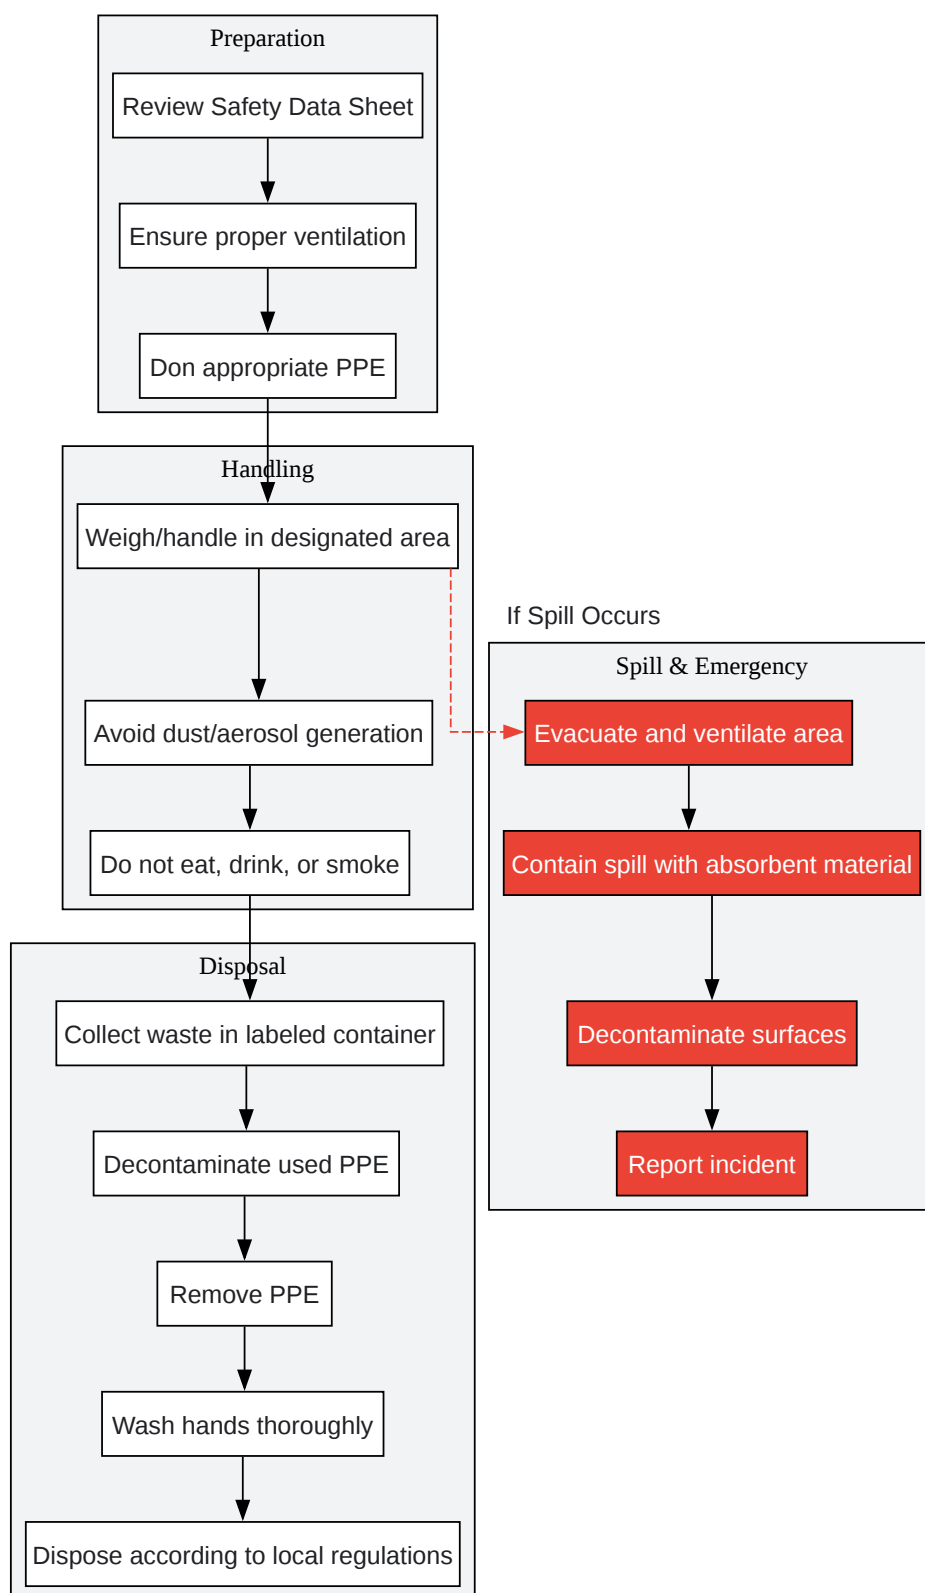 Preparation
Review Safety Data Sheet
Ensure proper ventilation
Don appropriate PPE
Handling
Weigh/handle in designated area
Avoid dust/aerosol generation
Do not eat, drink, or smoke
If Spill Occurs
Spill & Emergency
Evacuate and ventilate area
Contain spill with absorbent material
Decontaminate surfaces
Report incident
Disposal
Collect waste in labeled container
Decontaminate used PPE
Remove PPE
Wash hands thoroughly
Dispose according to local regulations